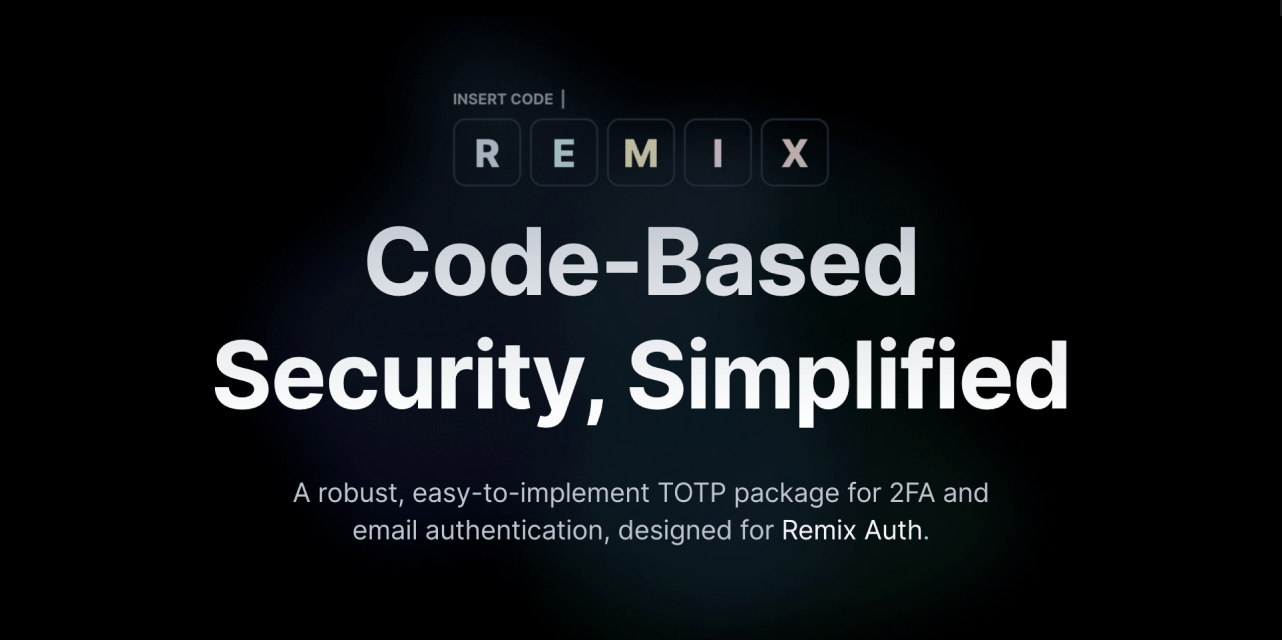 INSERT CODE
R E M I X
Code-Based
Security, Simplified
A robust, easy-to-implement TOTP package for 2FA and
email authentication, designed for Remix Auth.